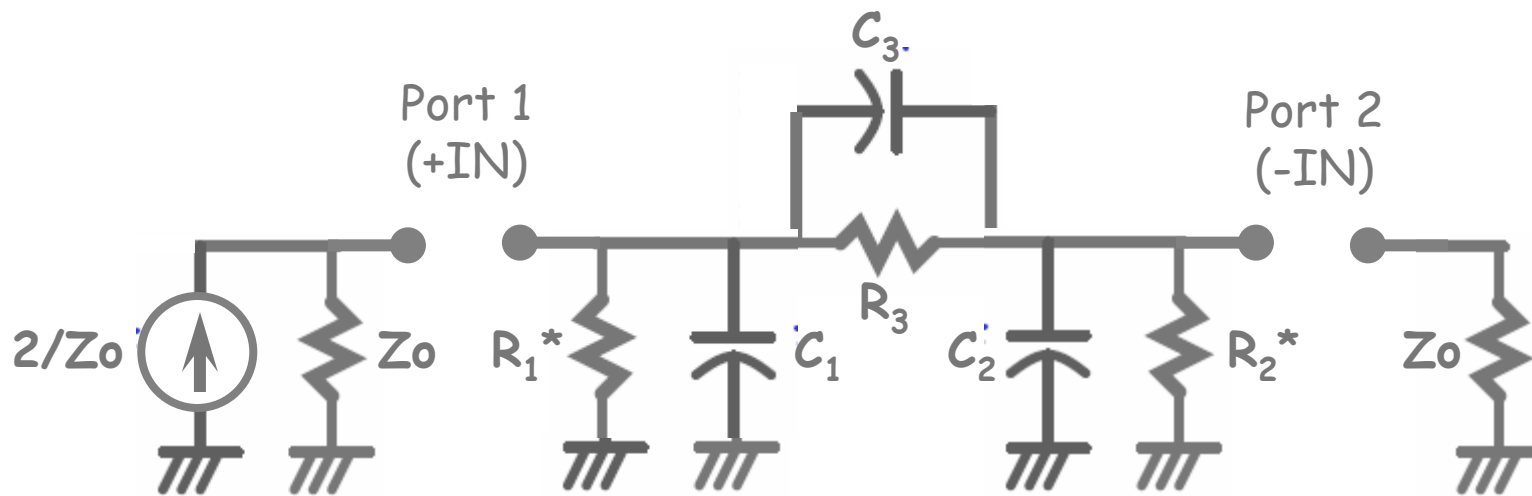 C₃
Port 1
(+IN)
Port 2
(-IN)
2/Zo
Zo
R₁*
C₁
R₃
C₂
R₂*
Zo